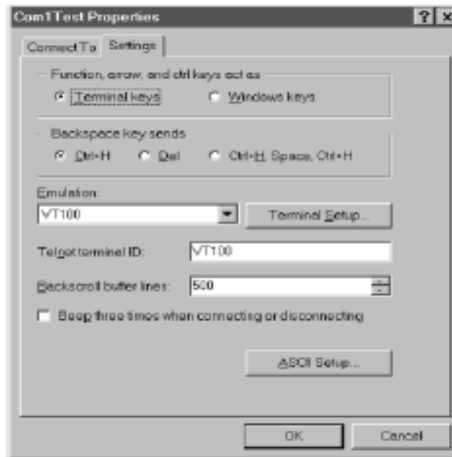 Com1Test Properties
Connect To Settings
Function, arrow, and ctrl keys act as
Terminal keys Windows keys
Backspace key sends
Ctrl+H Del Ctrl+H, Space, Ctrl+H
Emulation:
VT100 Terminal Setup...
Telnet terminal ID: VT100
Backscroll buffer lines: 500
Beep three times when connecting or disconnecting
ASCII Setup...
OK Cancel